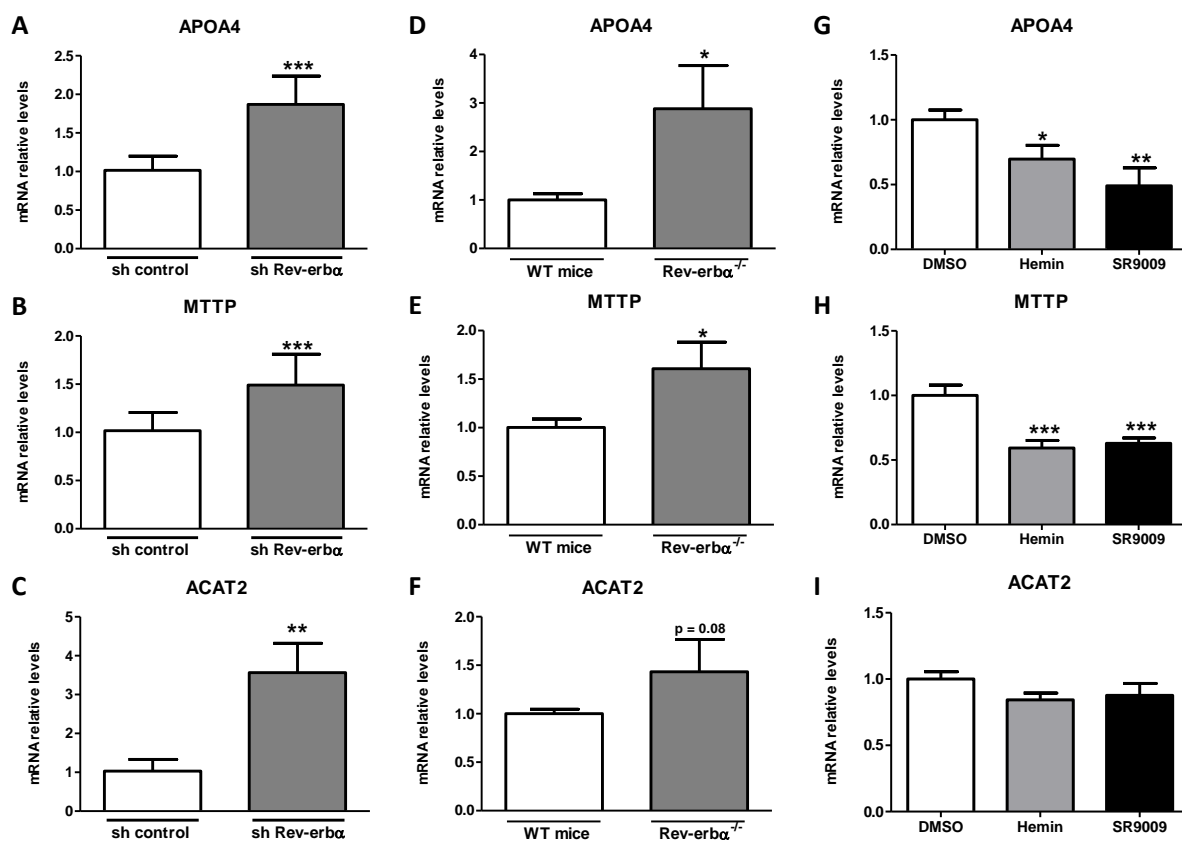 A
APOA4
mRNA relative levels
2.5
2.0
1.5
1.0
0.5
0.0
***
sh control
sh Rev-erbα
B
MTTP
mRNA relative levels
2.0
1.5
1.0
0.5
0.0
***
sh control
sh Rev-erbα
C
ACAT2
mRNA relative levels
5
4
3
2
1
0
**
sh control
sh Rev-erbα
D
APOA4
mRNA relative levels
4
3
2
1
0
*
WT mice
Rev-erbα-/-
E
MTTP
mRNA relative levels
2.0
1.5
1.0
0.5
0.0
*
WT mice
Rev-erbα-/-
F
ACAT2
mRNA relative levels
2.0
1.5
1.0
0.5
0.0
p = 0.08
WT mice
Rev-erbα-/-
G
APOA4
mRNA relative levels
1.5
1.0
0.5
0.0
*
**
DMSO
Hemin
SR9009
H
MTTP
mRNA relative levels
1.5
1.0
0.5
0.0
***
***
DMSO
Hemin
SR9009
I
ACAT2
mRNA relative levels
1.5
1.0
0.5
0.0
DMSO
Hemin
SR9009